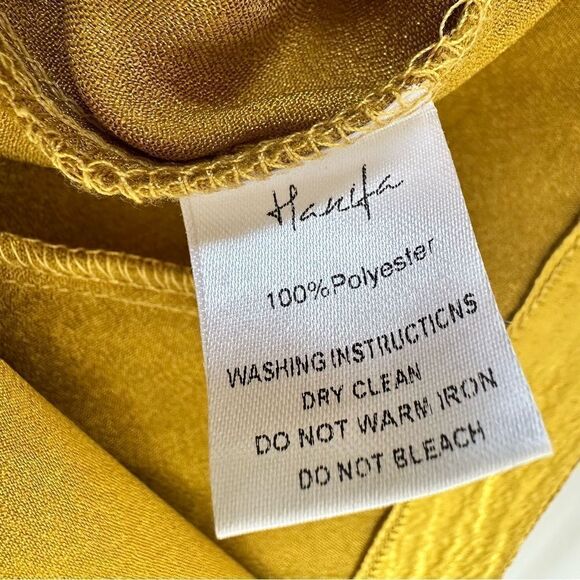 Hanifa
100%Polyester
WASHING INSTRUCTIONS
DRY CLEAN
DO NOT WARM IRON
DO NOT BLEACH